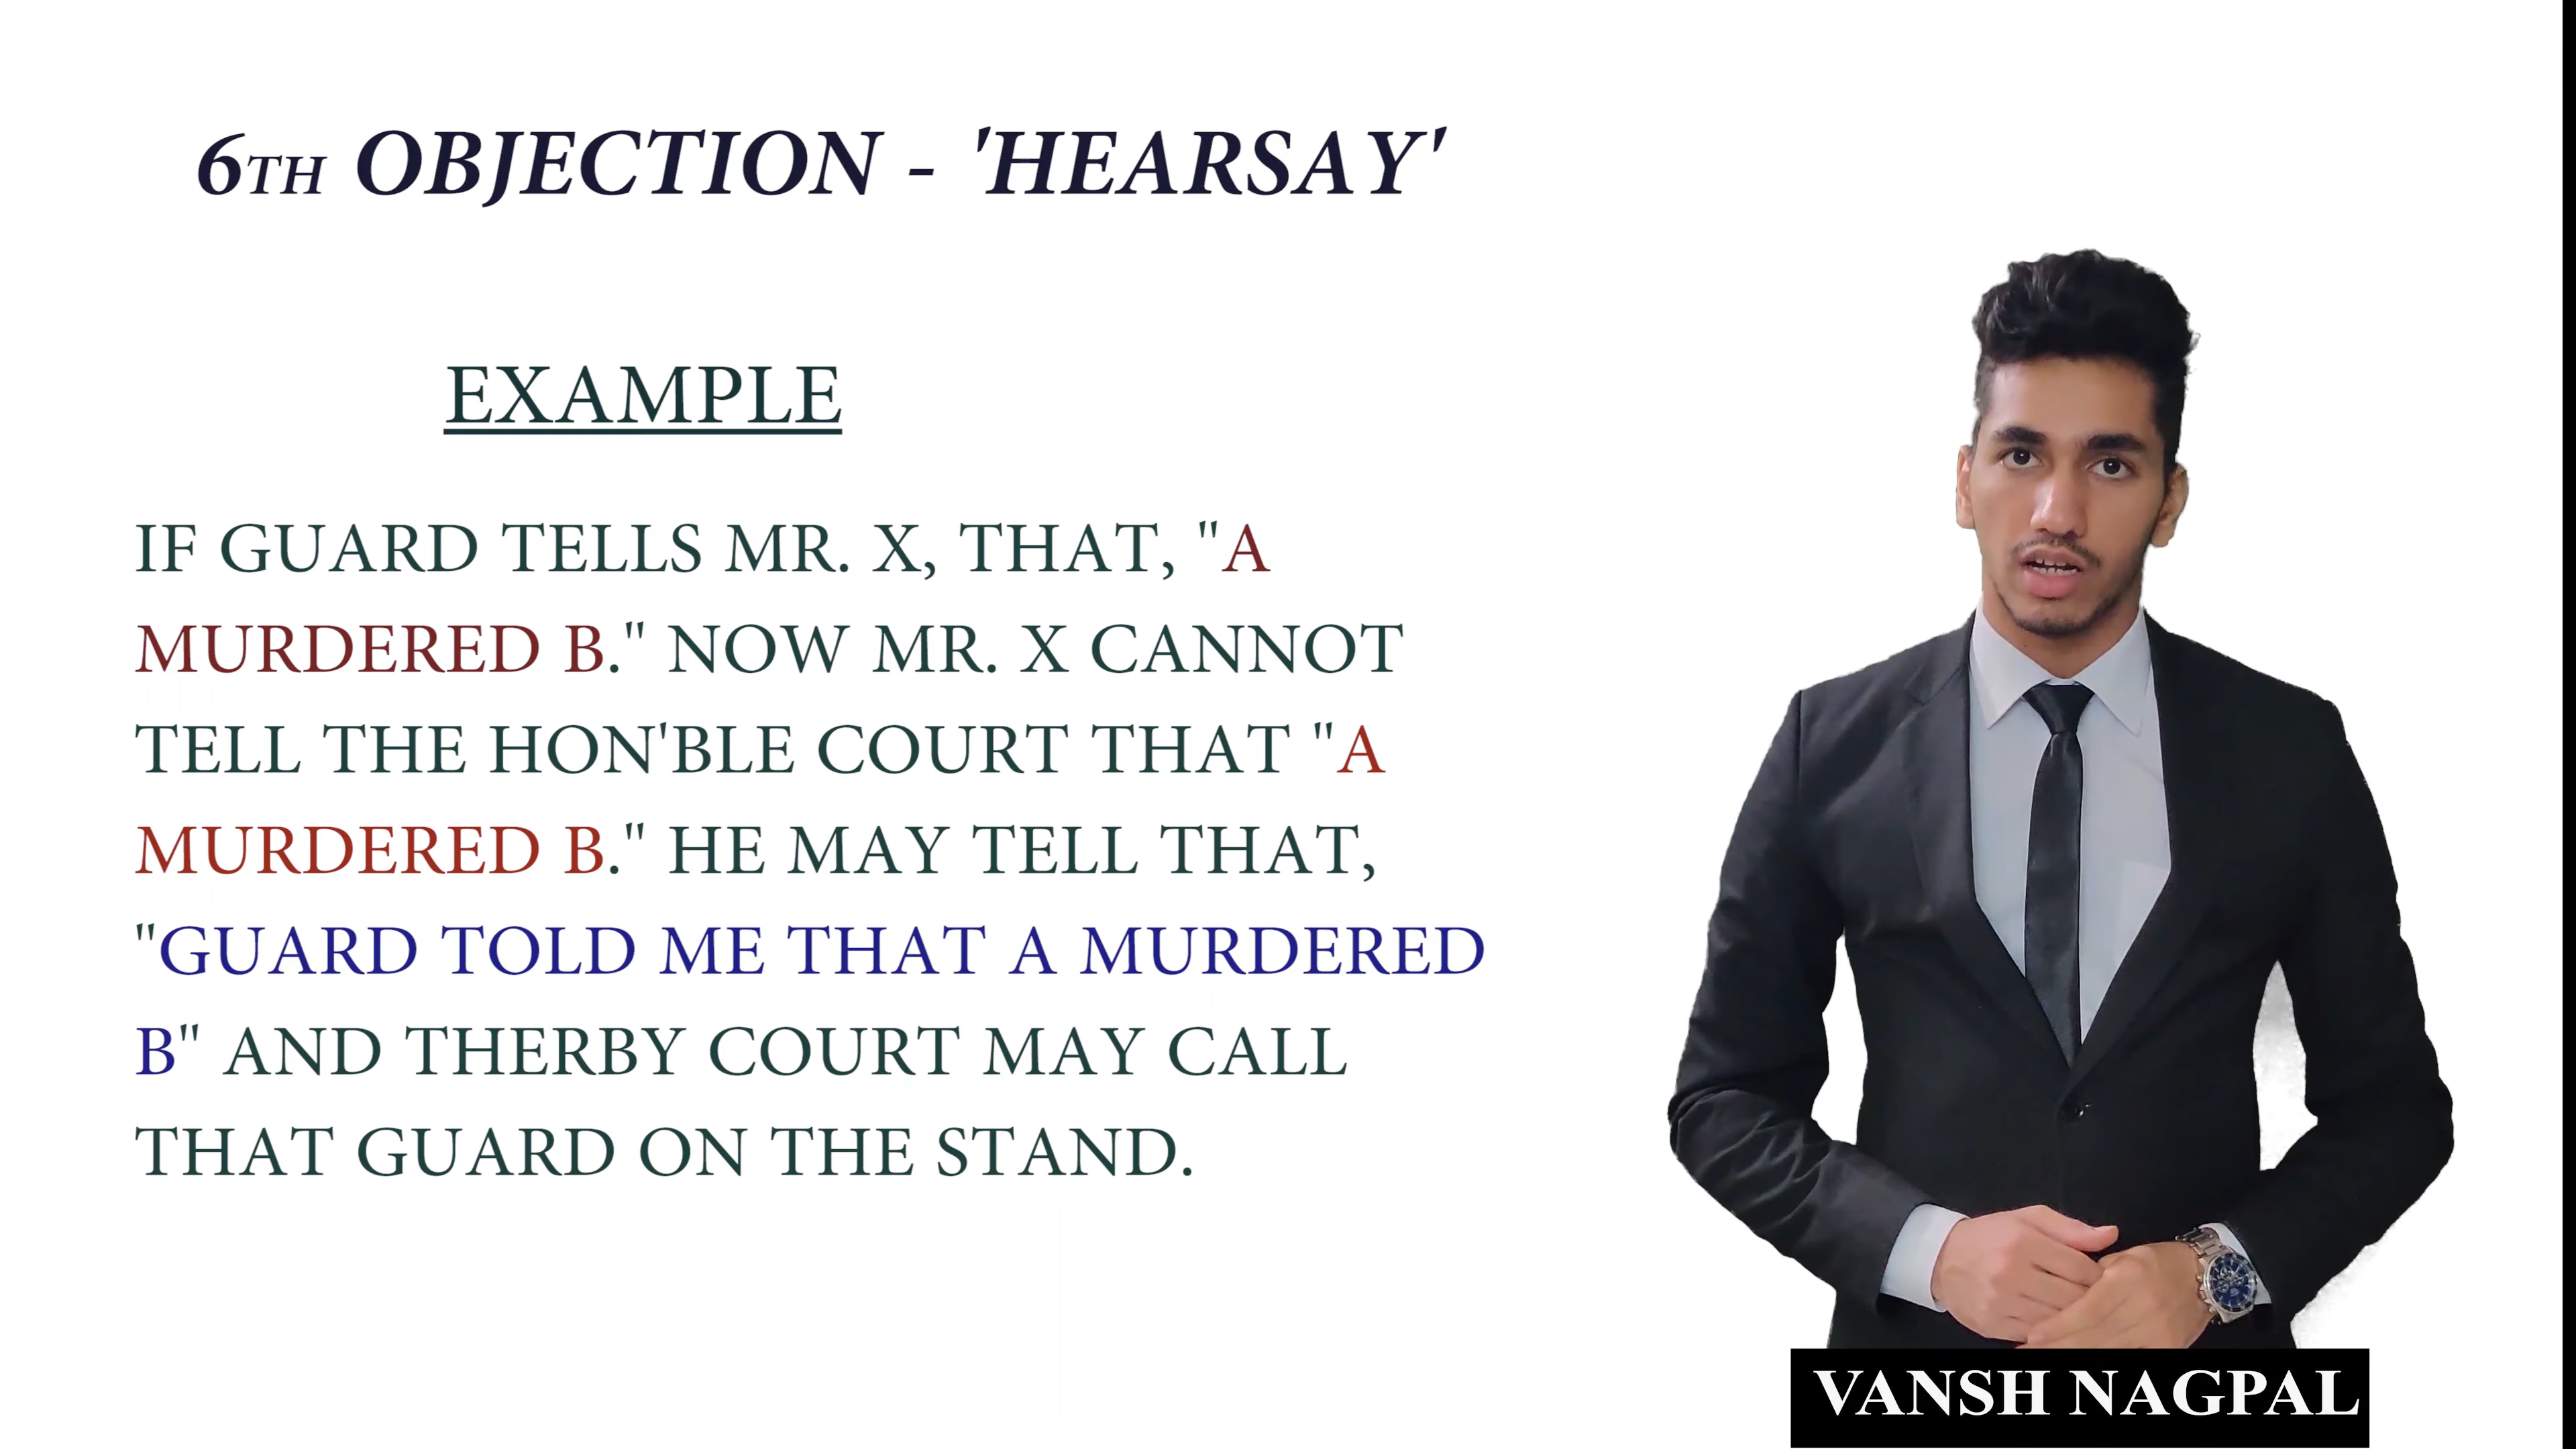 6TH OBJECTION - 'HEARSAY'
EXAMPLE
IF GUARD TELLS MR. X, THAT, "A
MURDERED B." NOW MR. X CANNOT
TELL THE HON'BLE COURT THAT "A
MURDERED B." HE MAY TELL THAT,
"GUARD TOLD ME THAT A MURDERED
B" AND THERBY COURT MAY CALL
THAT GUARD ON THE STAND.
VANSH NAGPAL